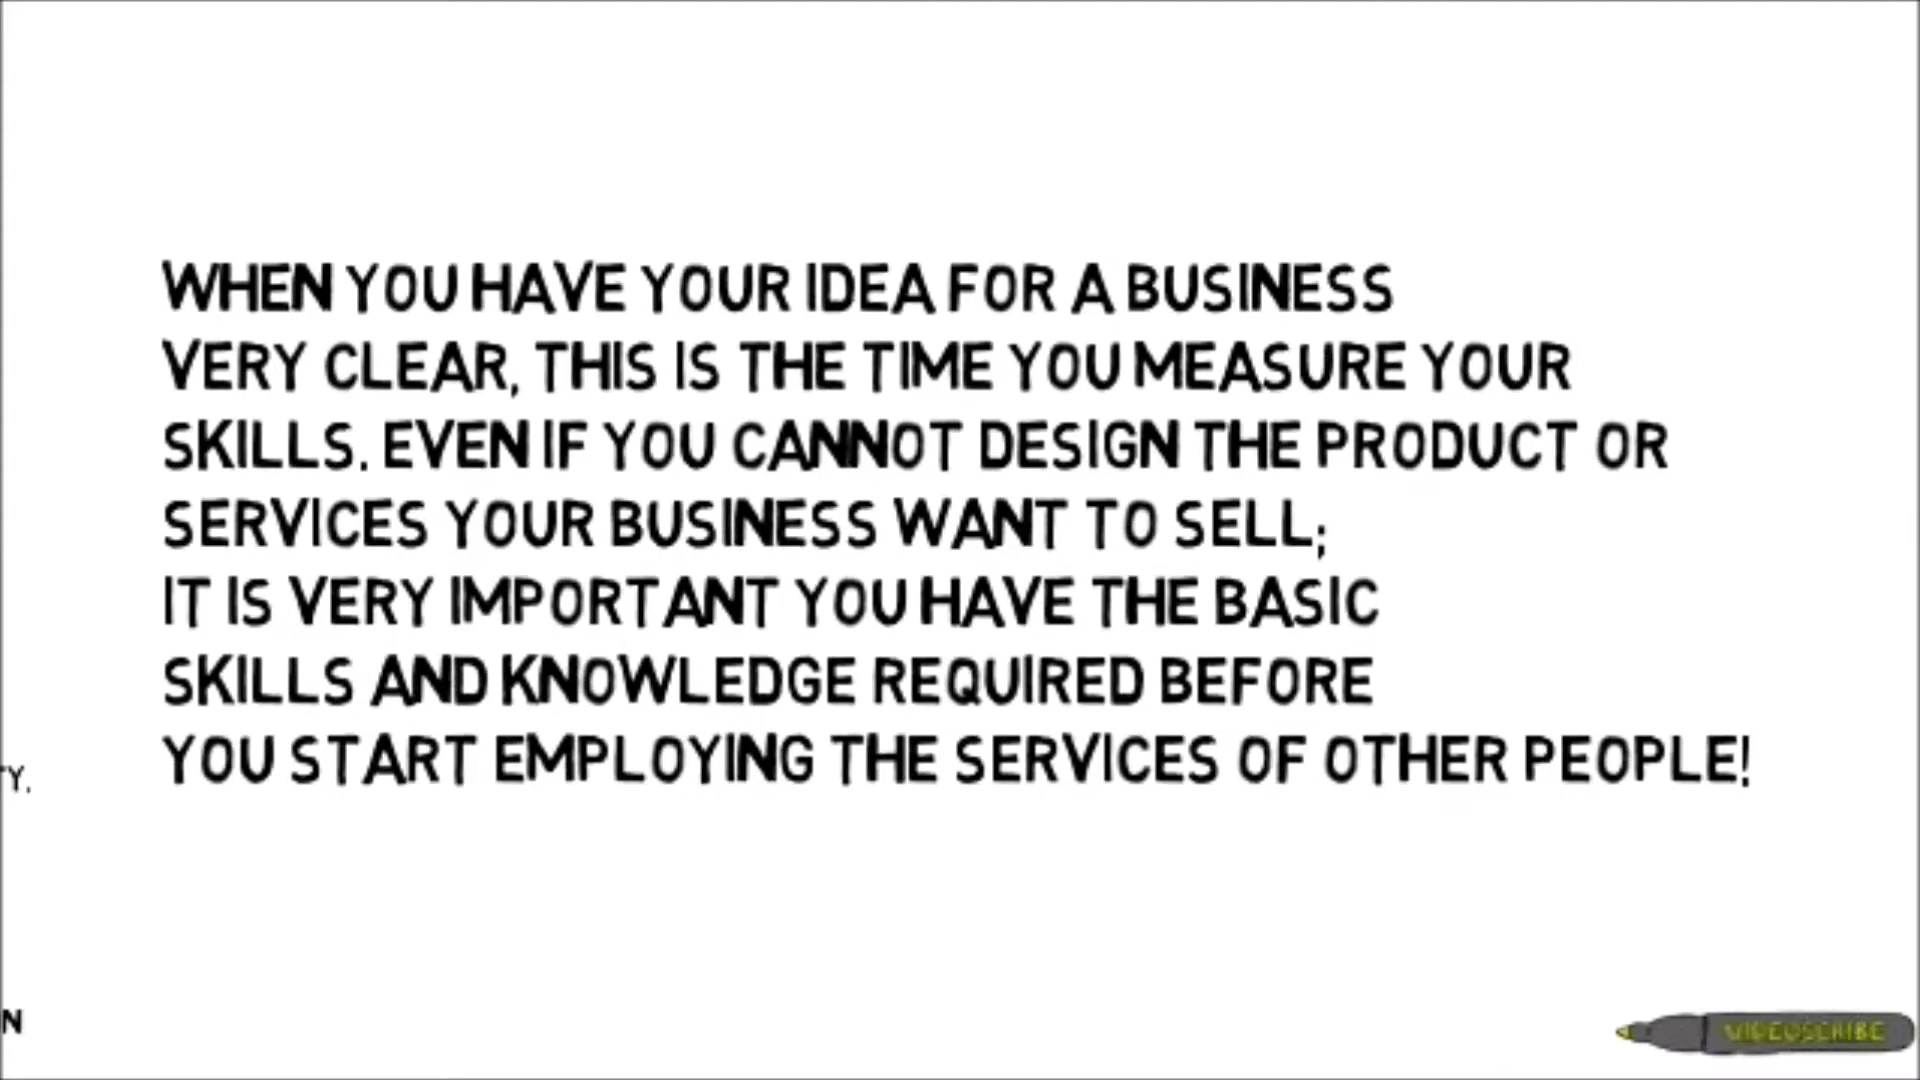 WHEN YOU HAVE YOUR IDEA FOR A BUSINESS
VERY CLEAR, THIS IS THE TIME YOU MEASURE YOUR
SKILLS. EVEN IF YOU CANNOT DESIGN THE PRODUCT OR
SERVICES YOUR BUSINESS WANT TO SELL;
IT IS VERY IMPORTANT YOU HAVE THE BASIC
SKILLS AND KNOWLEDGE REQUIRED BEFORE
YOU START EMPLOYING THE SERVICES OF OTHER PEOPLE!
VIDEOSCRIBE